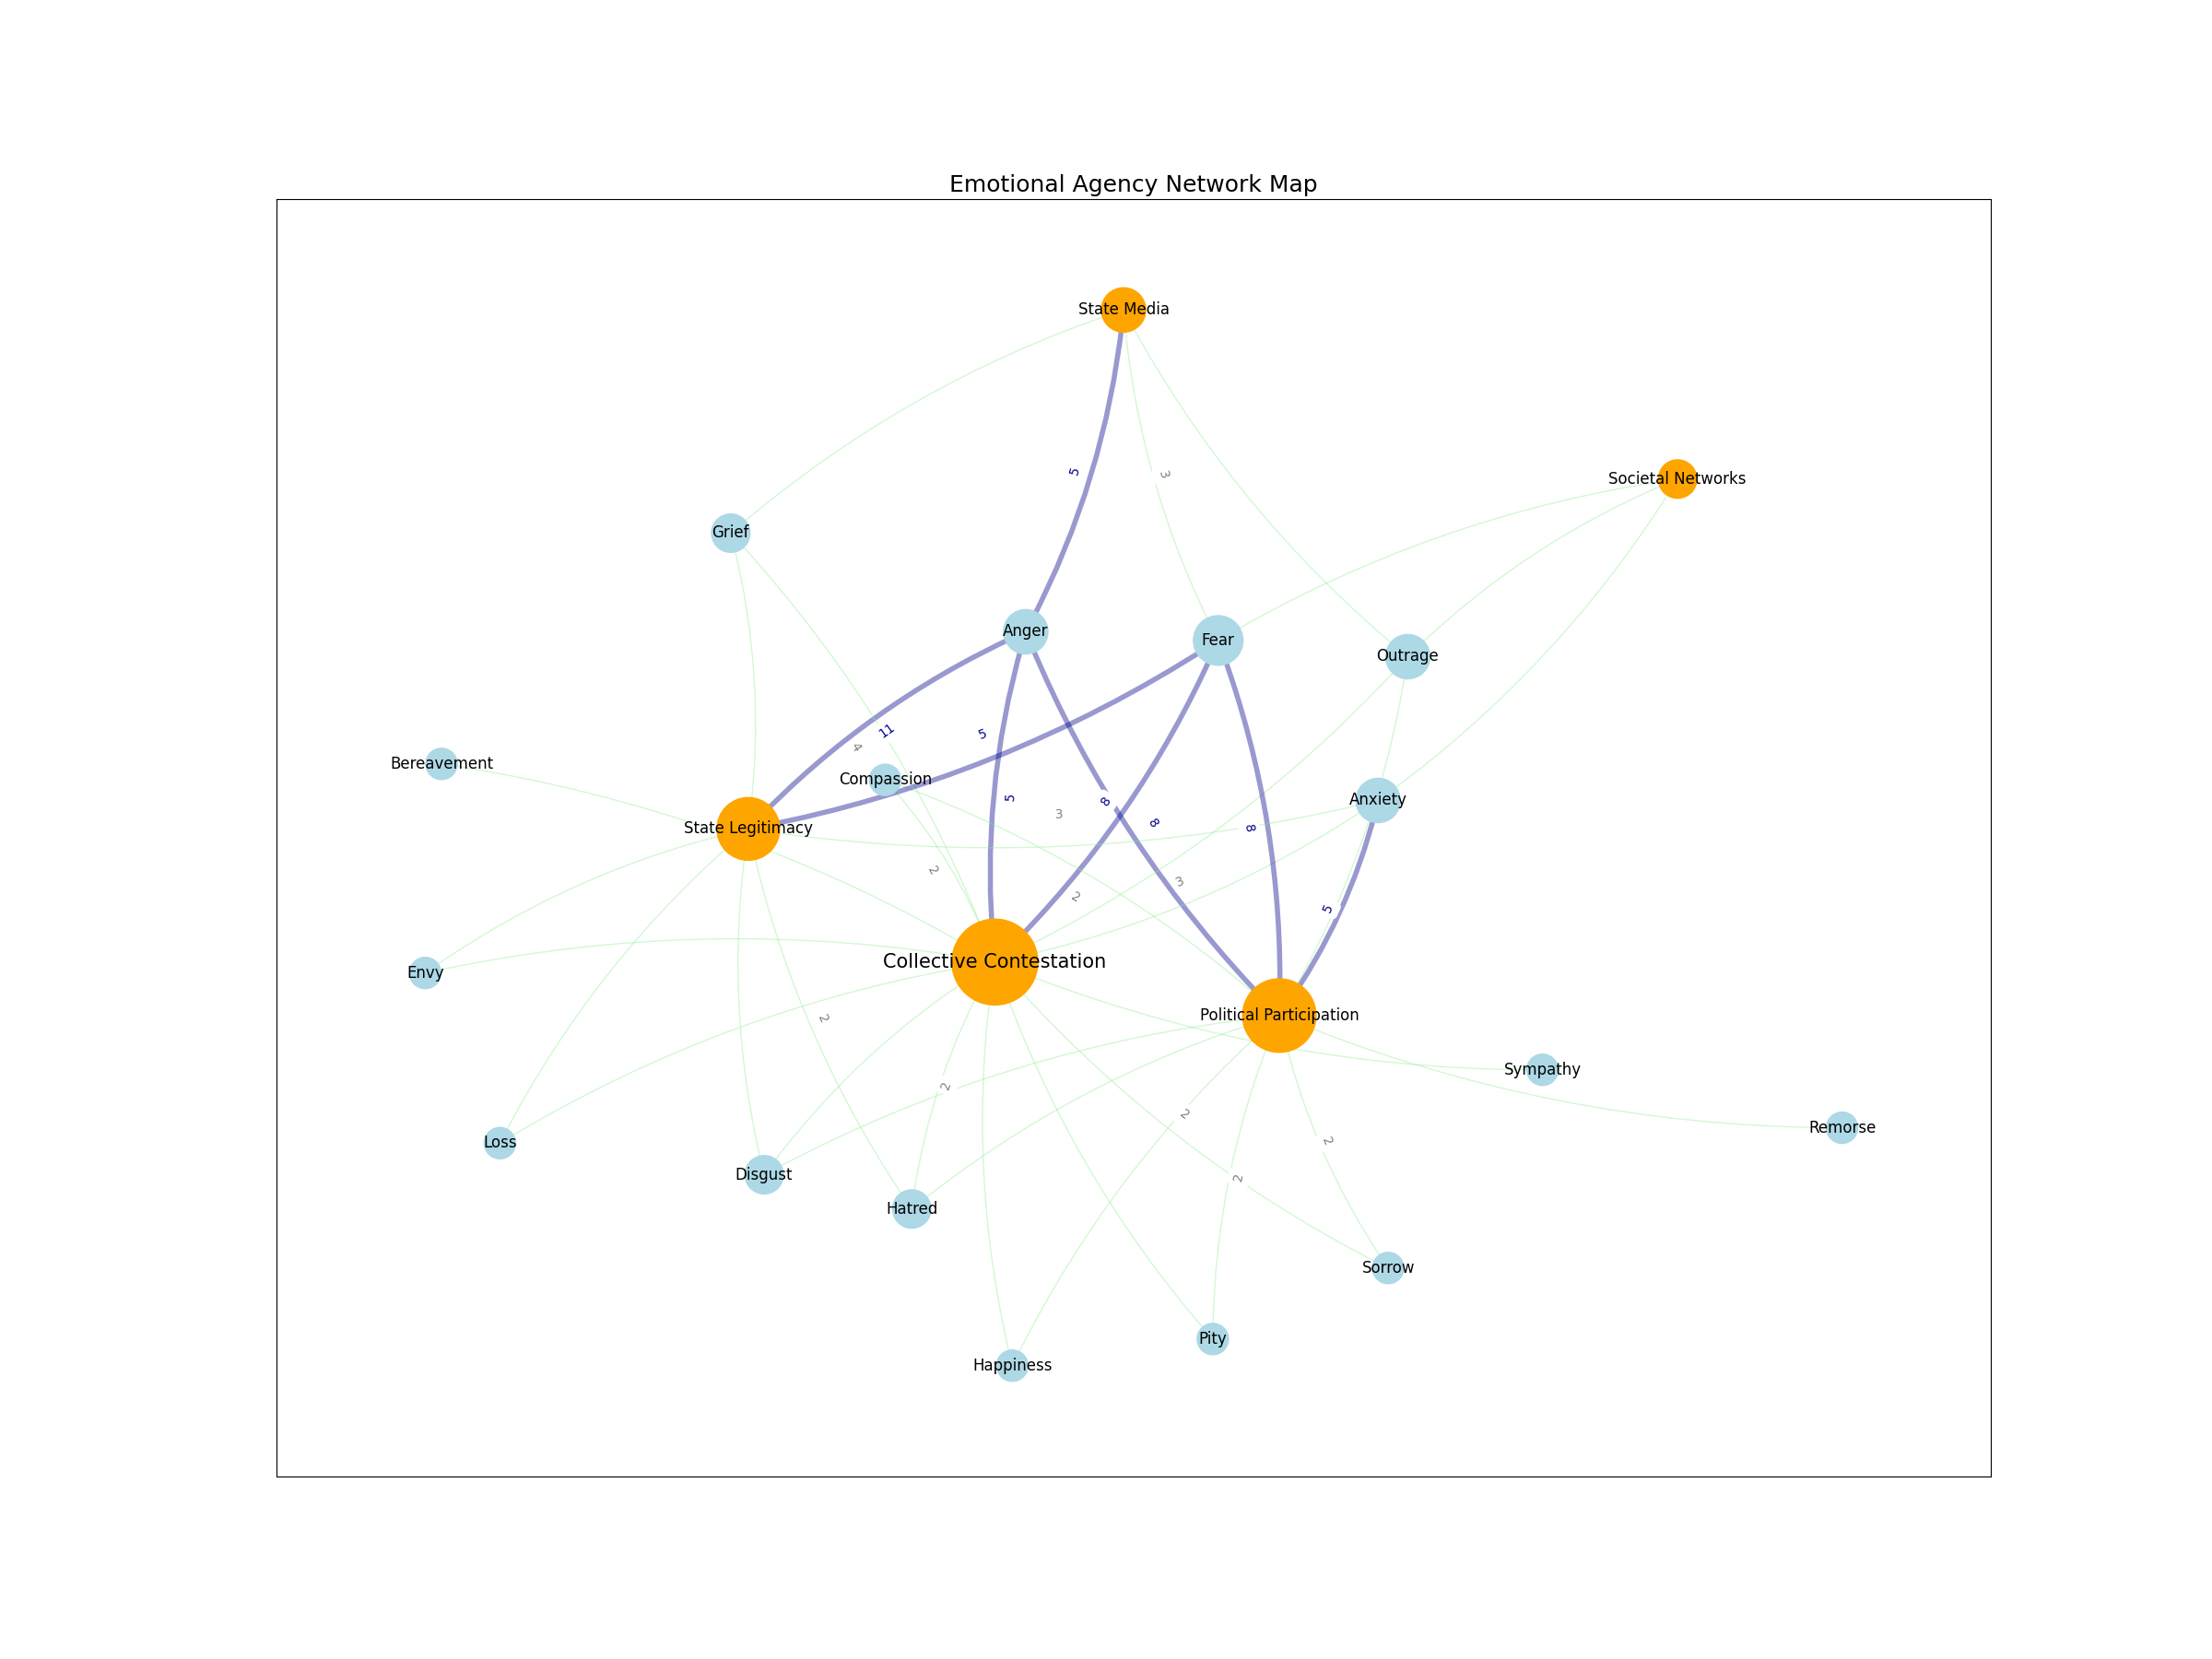 Emotional Agency Network Map
State Media
5
3
Societal Networks
Grief
Anger
Fear
Outrage
11
5
4
Bereavement
Compassion
Anxiety
5
8
3
8
8
State Legitimacy
2
3
2
5
Collective Contestation
Envy
Political Participation
2
Sympathy
2
2
Remorse
Loss
2
Disgust
2
Hatred
Sorrow
Pity
Happiness